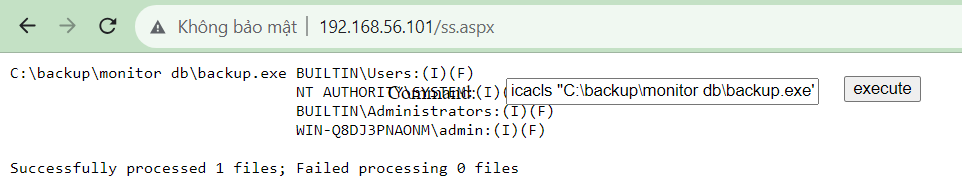 Không bảo mật 192.168.56.101/ss.aspx
C:\backup\monitor db\backup.exe BUILTIN\Users:(I)(F)
NT AUTHORITY\SYSTEM:(I)(
Command: icacls "C:\backup\monitor db\backup.exe" execute
BUILTIN\Administrators:(I)(F)
WIN-Q8DJ3PNAONM\admin:(I)(F)
Successfully processed 1 files; Failed processing 0 files